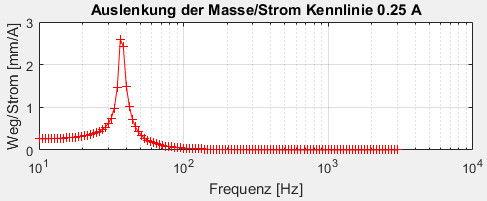 Auslenkung der Masse/Strom Kennlinie 0.25 A
Weg/Strom [mm/A]
3
2
1
0
10^1 10^2 10^3 10^4
Frequenz [Hz]